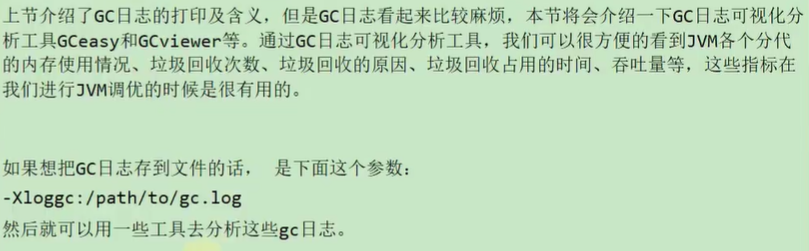 上节介绍了GC日志的打印及含义，但是GC日志看起来比较麻烦，本节将会介绍一下GC日志可视化分
析工具GCeasy和GCviewer等。通过GC日志可视化分析工具，我们可以很方便的看到JVM各个分代
的内存使用情况、垃圾回收次数、垃圾回收的原因、垃圾回收占用的时间、吞吐量等，这些指标在
我们进行JVM调优的时候是很有用的。
如果想把GC日志存到文件的话， 是下面这个参数：
-Xloggc:/path/to/gc.log
然后就可以用一些工具去分析这些gc日志。